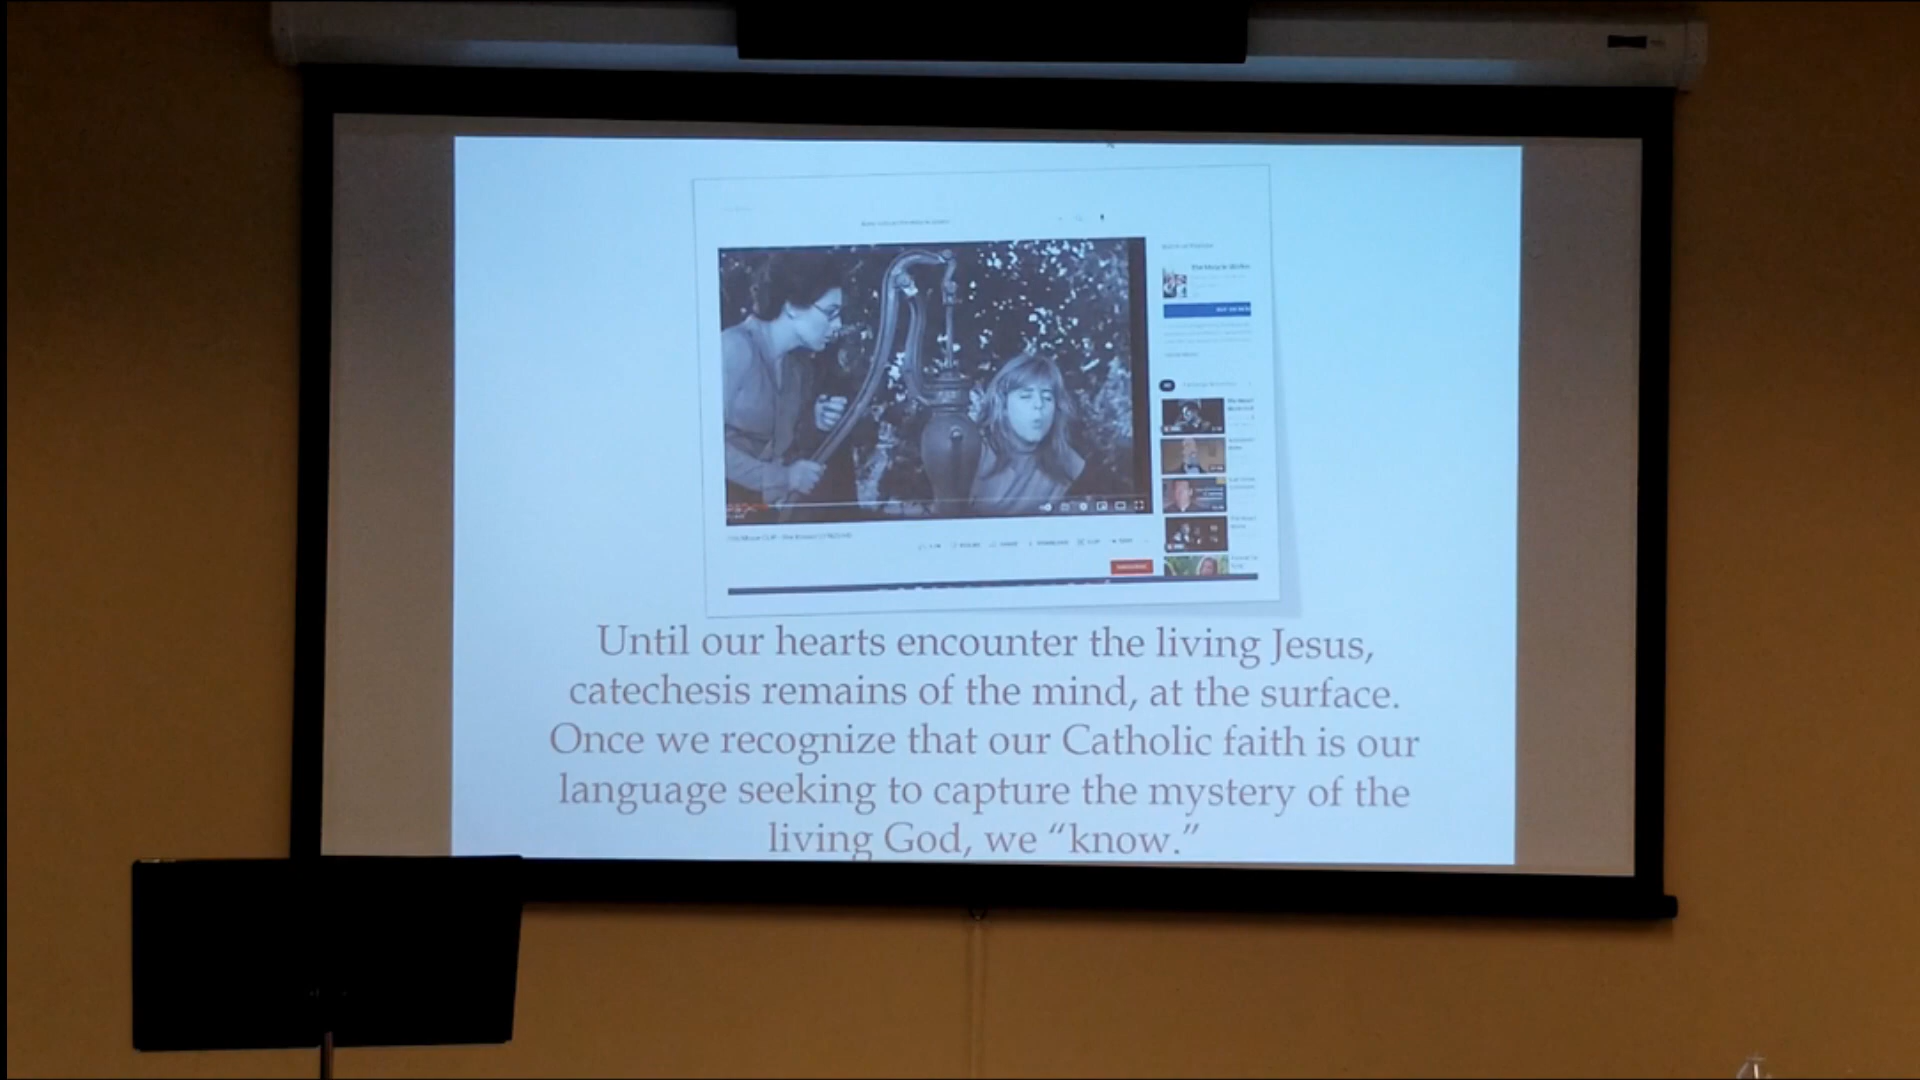 Until our hearts encounter the living Jesus,
catechesis remains of the mind, at the surface.
Once we recognize that our Catholic faith is our
language seeking to capture the mystery of the
living God, we “know.”